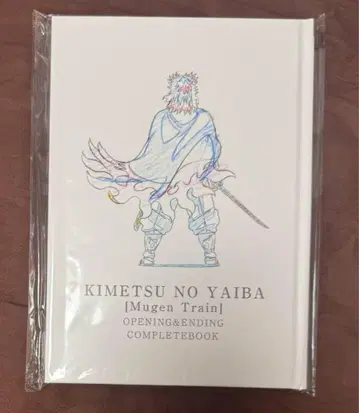 KIMETSU NO YAIBA
[Mugen Train]
OPENING&ENDING
COMPLETEBOOK